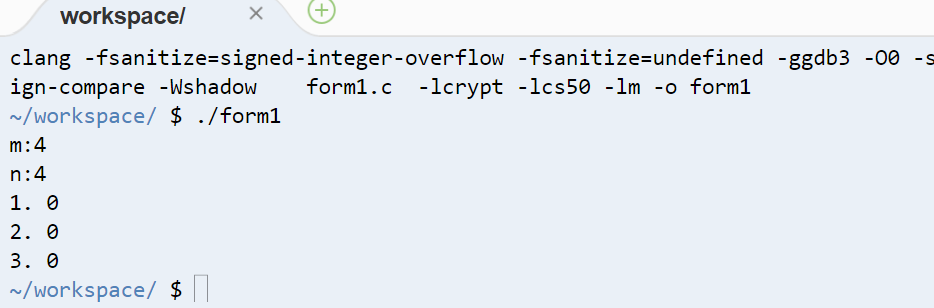 workspace/
clang -fsanitize=signed-integer-overflow -fsanitize=undefined -ggdb3 -O0 -s
ign-compare -Wshadow    form1.c  -lcrypt -lcs50 -lm -o form1
~/workspace/ $ ./form1
m:4
n:4
1. 0
2. 0
3. 0
~/workspace/ $